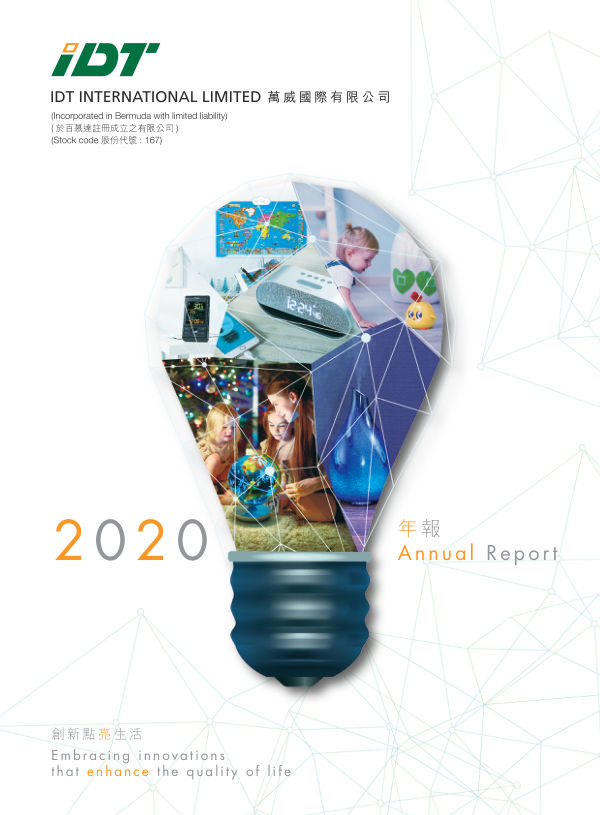 iDT
IDT INTERNATIONAL LIMITED 萬威國際有限公司
(Incorporated in Bermuda with limited liability)
(於百慕達註冊成立之有限公司)
(Stock code 股份代號 : 167)
12:24
2020
年報
Annual Report
創新點亮生活
Embracing innovations
that enhance the quality of life